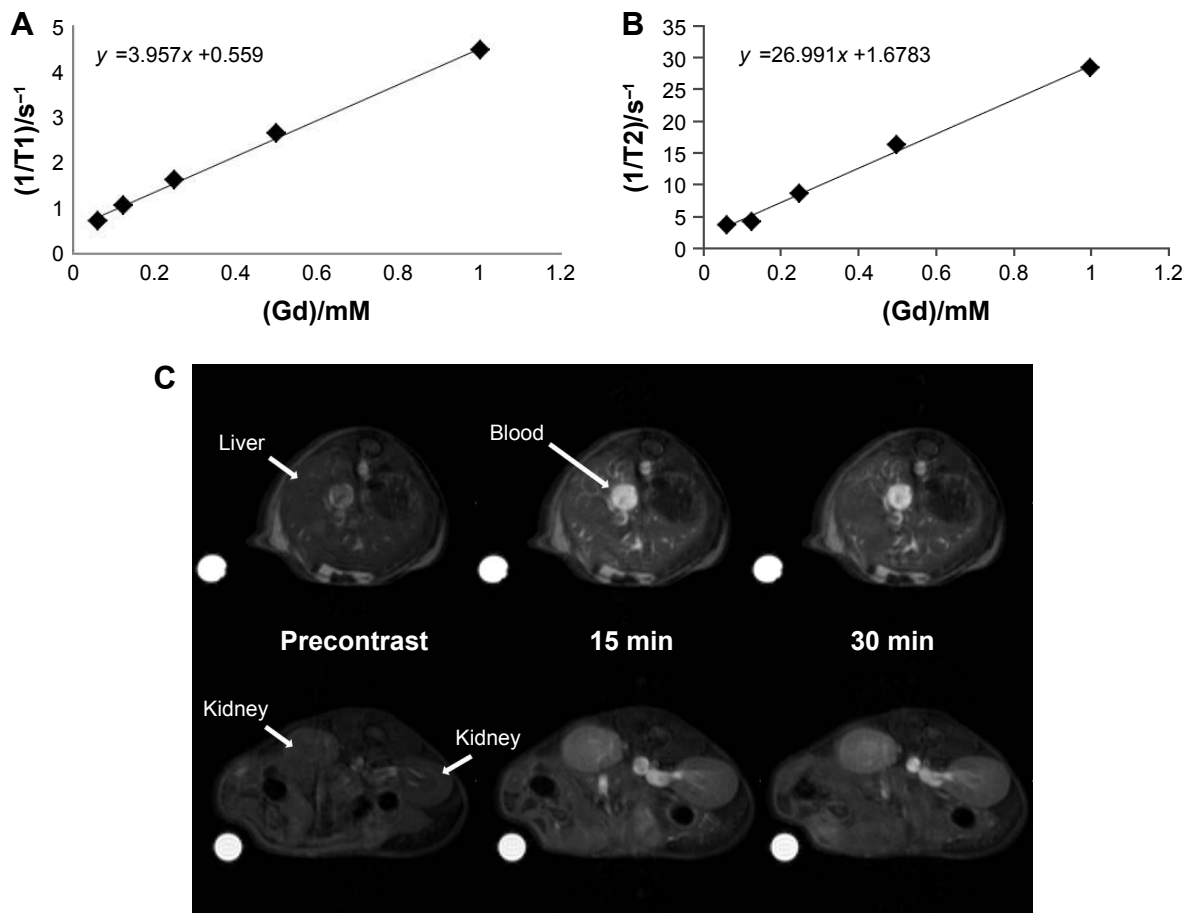 A
5
4
3
2
1
0
y =3.957x +0.559
(1/T1)/s⁻¹
0 0.2 0.4 0.6 0.8 1 1.2
(Gd)/mM
B
35
30
25
20
15
10
5
0
y =26.991x +1.6783
(1/T2)/s⁻¹
0 0.2 0.4 0.6 0.8 1 1.2
(Gd)/mM
C
Liver
Blood
Precontrast 15 min 30 min
Kidney
Kidney